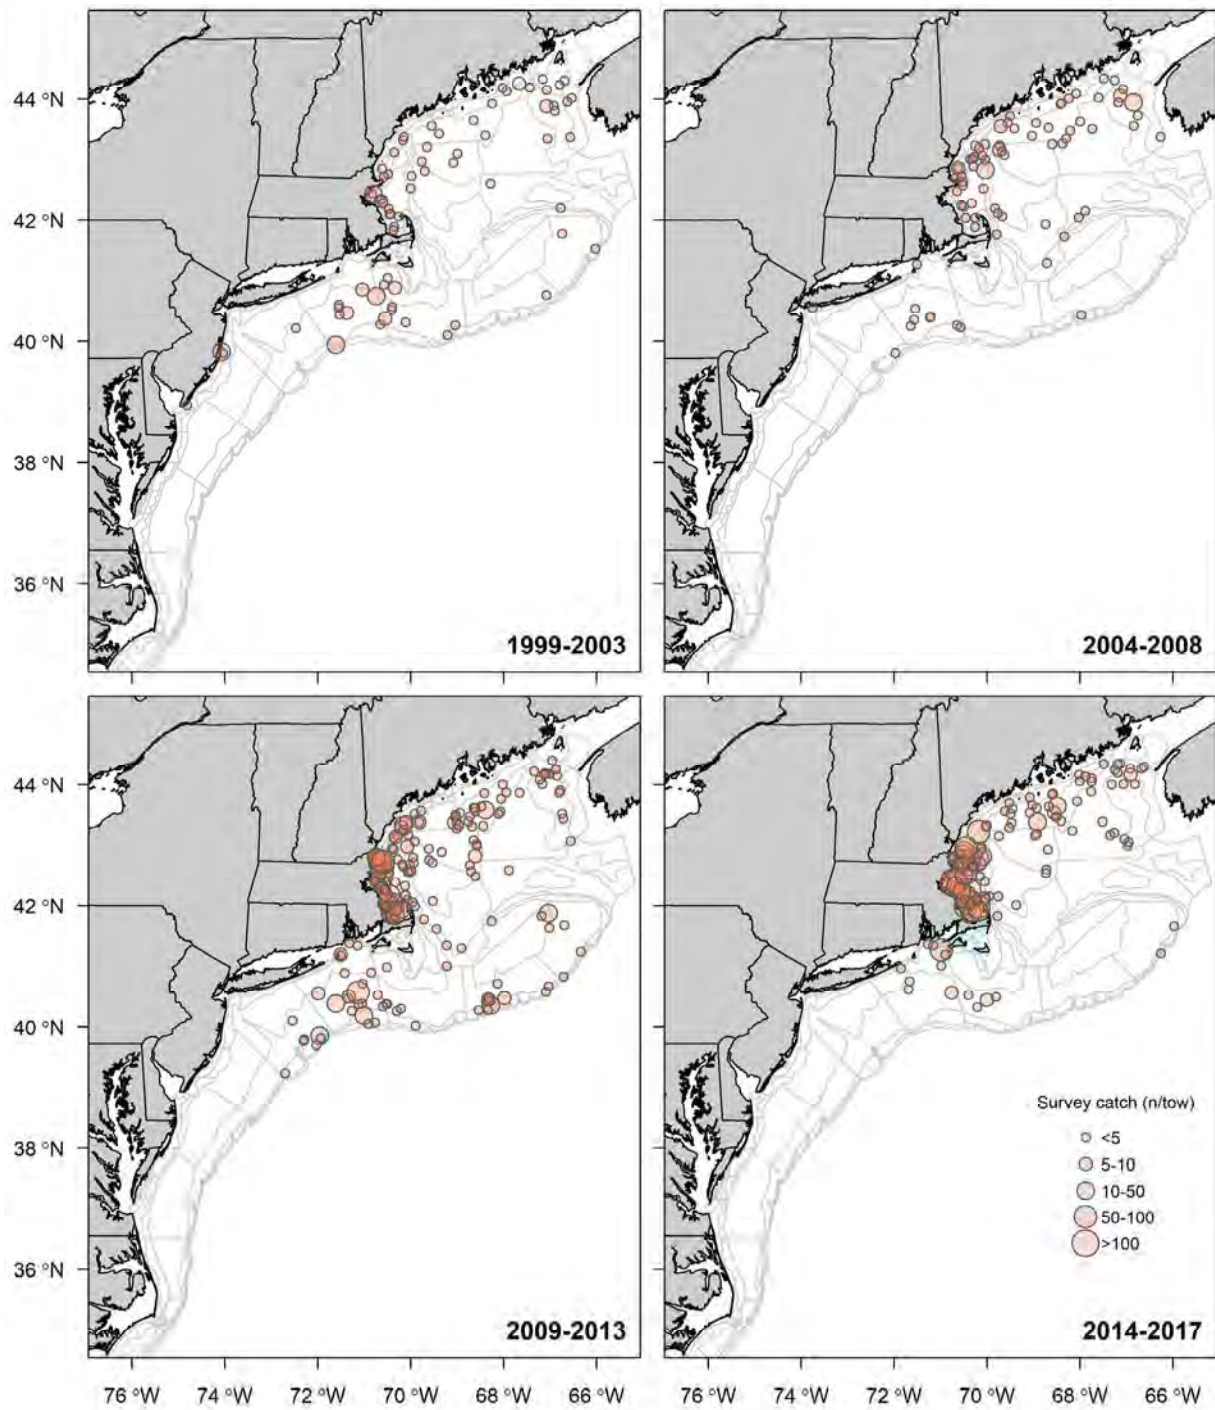 44 °N
42 °N
40 °N
38 °N
36 °N
1999-2003
2004-2008
44 °N
42 °N
40 °N
38 °N
36 °N
Survey catch (n/tow)
<5
5-10
10-50
50-100
>100
2009-2013
2014-2017
76 °W 74 °W 72 °W 70 °W 68 °W 66 °W 76 °W 74 °W 72 °W 70 °W 68 °W 66 °W